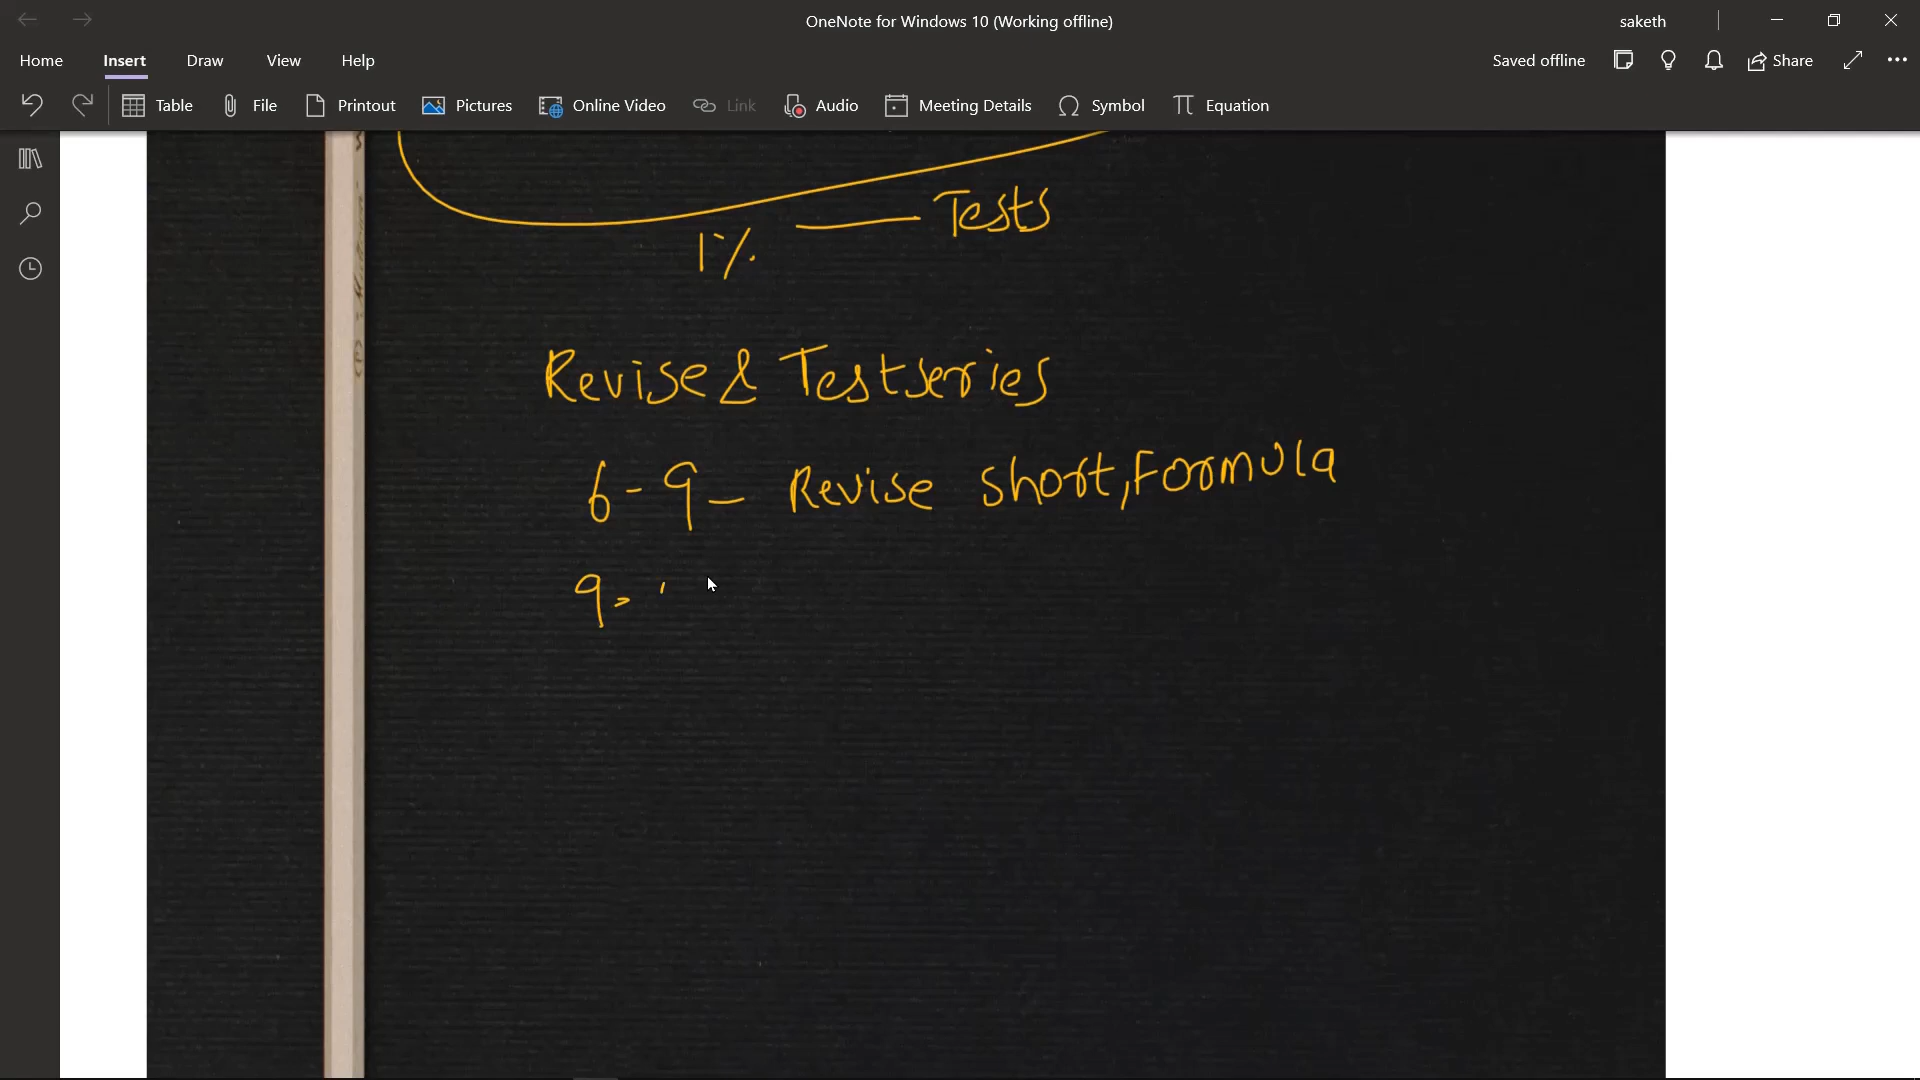 OneNote for Windows 10 (Working offline)
saketh
Home Insert Draw View Help
Saved offline
Share
Table File Printout Pictures Online Video Link Audio Meeting Details Symbol Equation
Tests
1%
Revise & Testseries
6-9- Revise short, Formula
9-